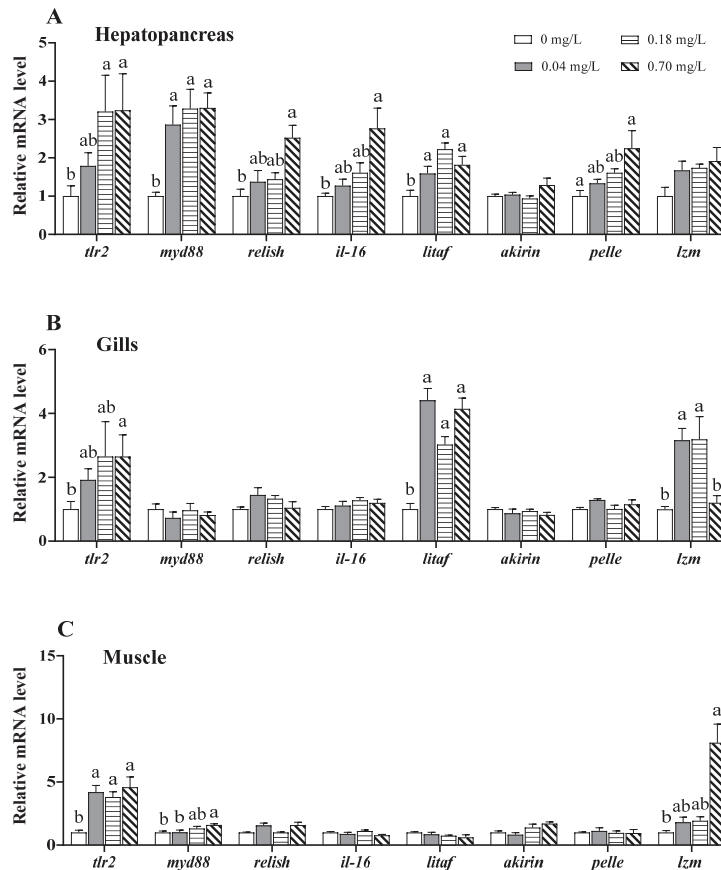 A
Hepatopancreas
0 mg/L
0.18 mg/L
0.04 mg/L
0.70 mg/L
Relative mRNA level
5
4
3
2
1
0
b ab a a
b a a a
b ab ab a
b ab ab a
b a a a
a ab ab a
tlr2 myd88 relish il-16 litaf akirin pelle lzm
B
Gills
Relative mRNA level
6
4
2
0
b ab ab a
b a a a
b a a b
tlr2 myd88 relish il-16 litaf akirin pelle lzm
C
Muscle
Relative mRNA level
15
10
5
0
b a a a
b b ab a
b ab ab a
tlr2 myd88 relish il-16 litaf akirin pelle lzm